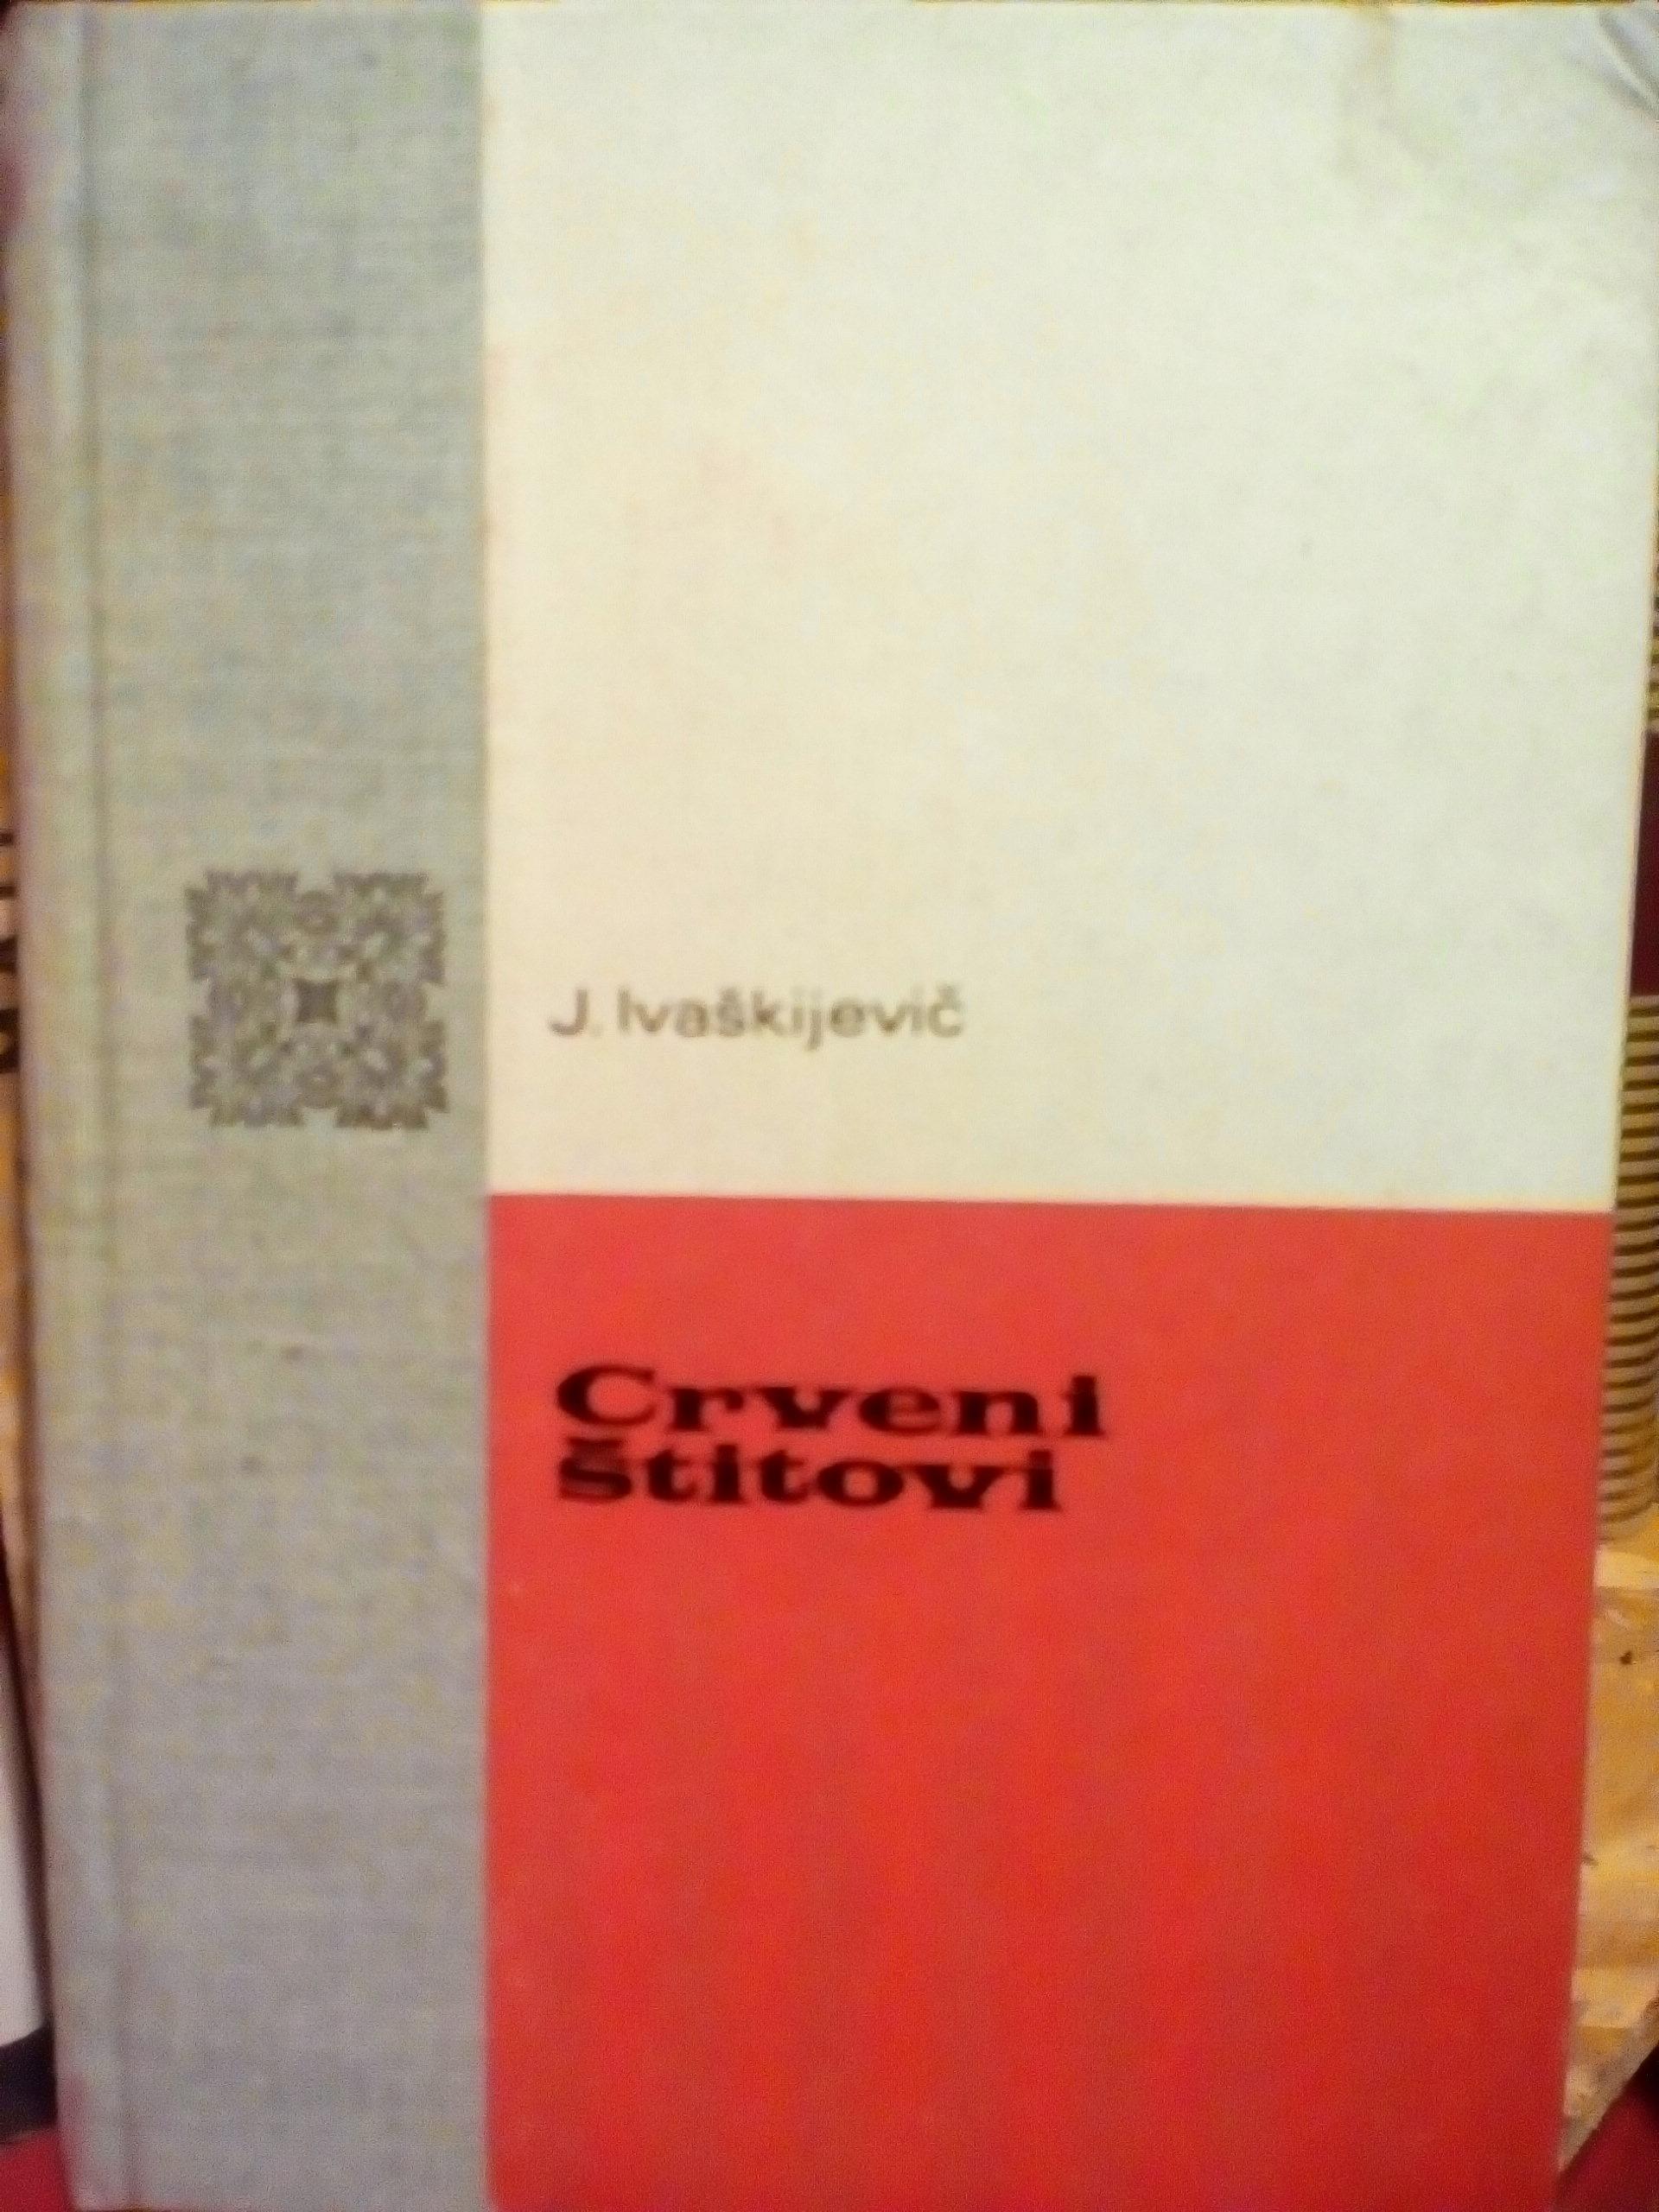 J. Ivaškijevič
Crveni
štitovi